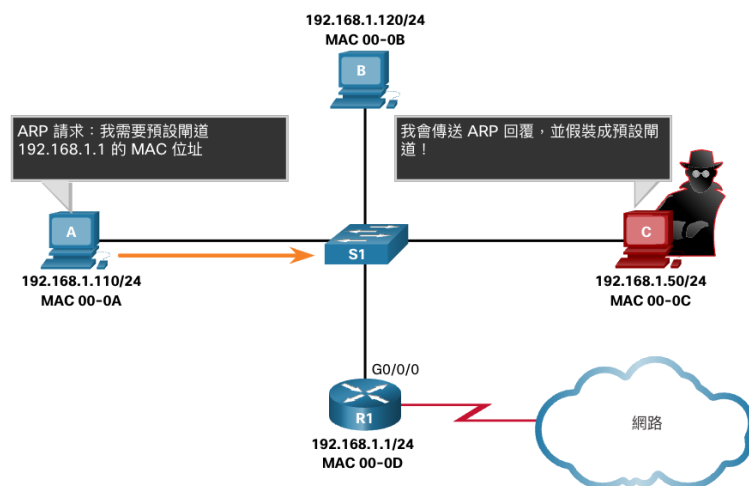 192.168.1.120/24
MAC 00-0B
B
ARP 請求：我需要預設閘道
192.168.1.1 的 MAC 位址
我會傳送 ARP 回覆，並假裝成預設閘
道！
A
S1
C
192.168.1.110/24
MAC 00-0A
192.168.1.50/24
MAC 00-0C
G0/0/0
R1
192.168.1.1/24
MAC 00-0D
網路